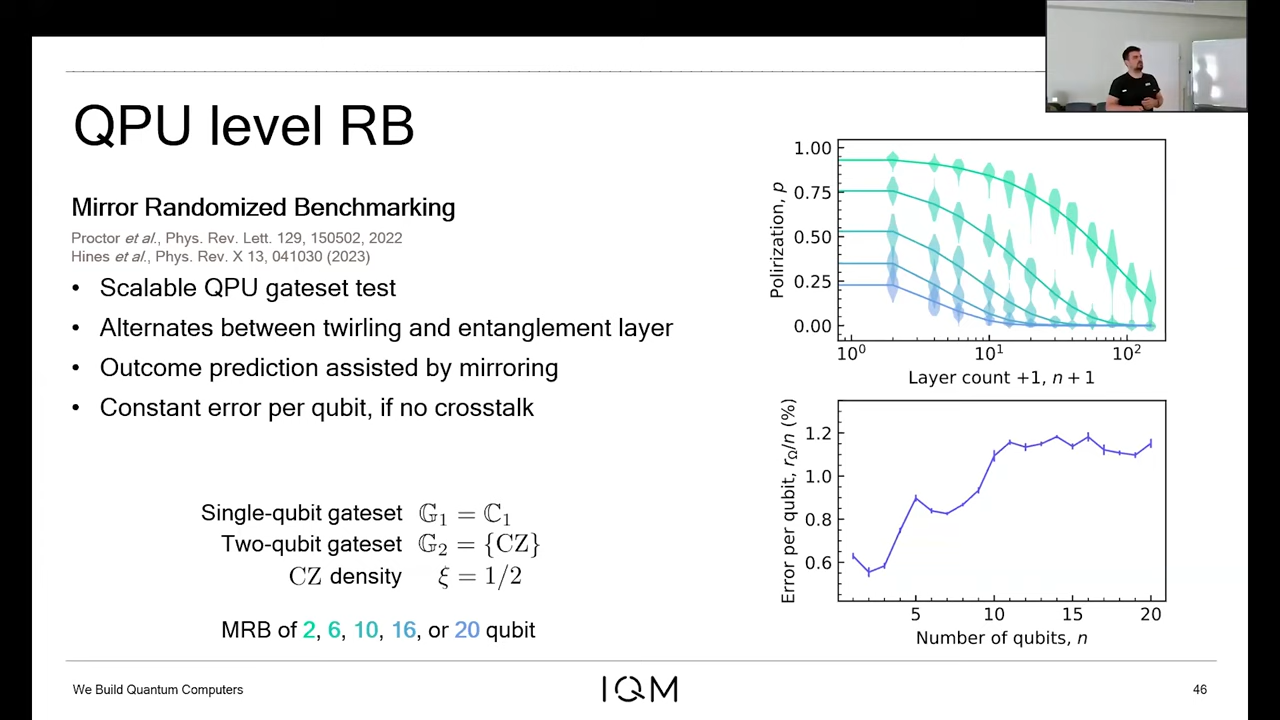 QPU level RB
Mirror Randomized Benchmarking
Proctor et al., Phys. Rev. Lett. 129, 150502, 2022
Hines et al., Phys. Rev. X 13, 041030 (2023)
• Scalable QPU gateset test
• Alternates between twirling and entanglement layer
• Outcome prediction assisted by mirroring
• Constant error per qubit, if no crosstalk
Single-qubit gateset 𝔾₁ = ℂ₁
Two-qubit gateset 𝔾₂ = {CZ}
CZ density ξ = 1/2
MRB of 2, 6, 10, 16, or 20 qubit
Polirization, p
1.00
0.75
0.50
0.25
0.00
10⁰ 10¹ 10²
Layer count +1, n + 1
Error per qubit, r_Ω/n (%)
1.2
1.0
0.8
0.6
5 10 15 20
Number of qubits, n
We Build Quantum Computers
IQM
46